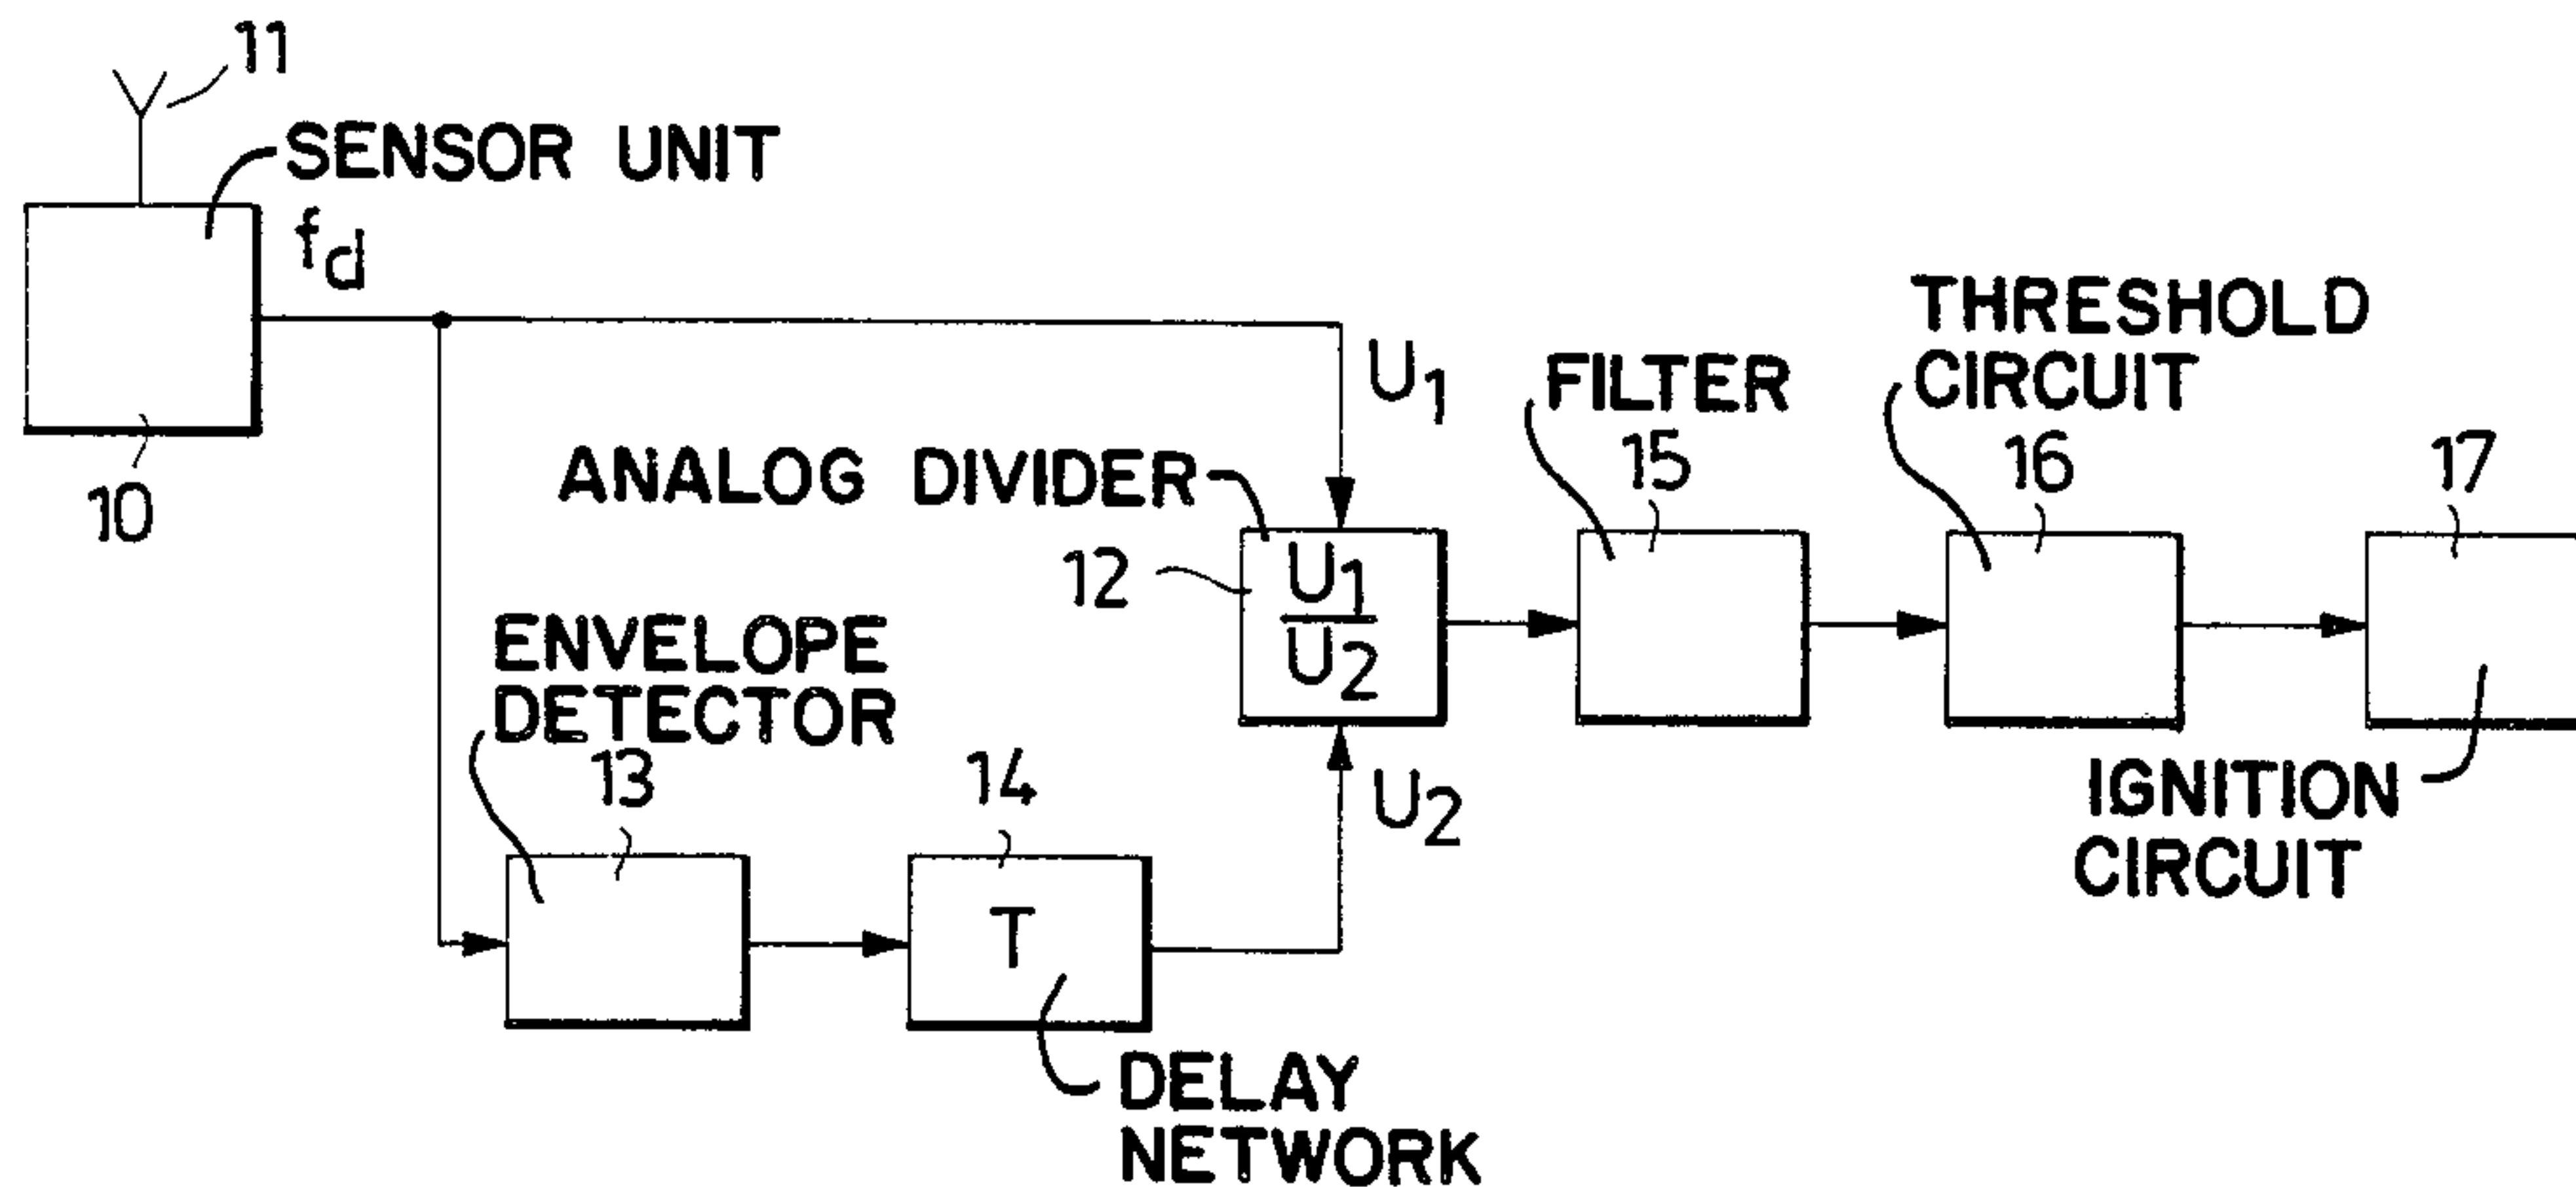 11
SENSOR UNIT
fd
10
U1
THRESHOLD
CIRCUIT
16
FILTER
15
17
ANALOG DIVIDER
12
U1
U2
ENVELOPE
DETECTOR
13
14
T
U2
IGNITION
CIRCUIT
DELAY
NETWORK